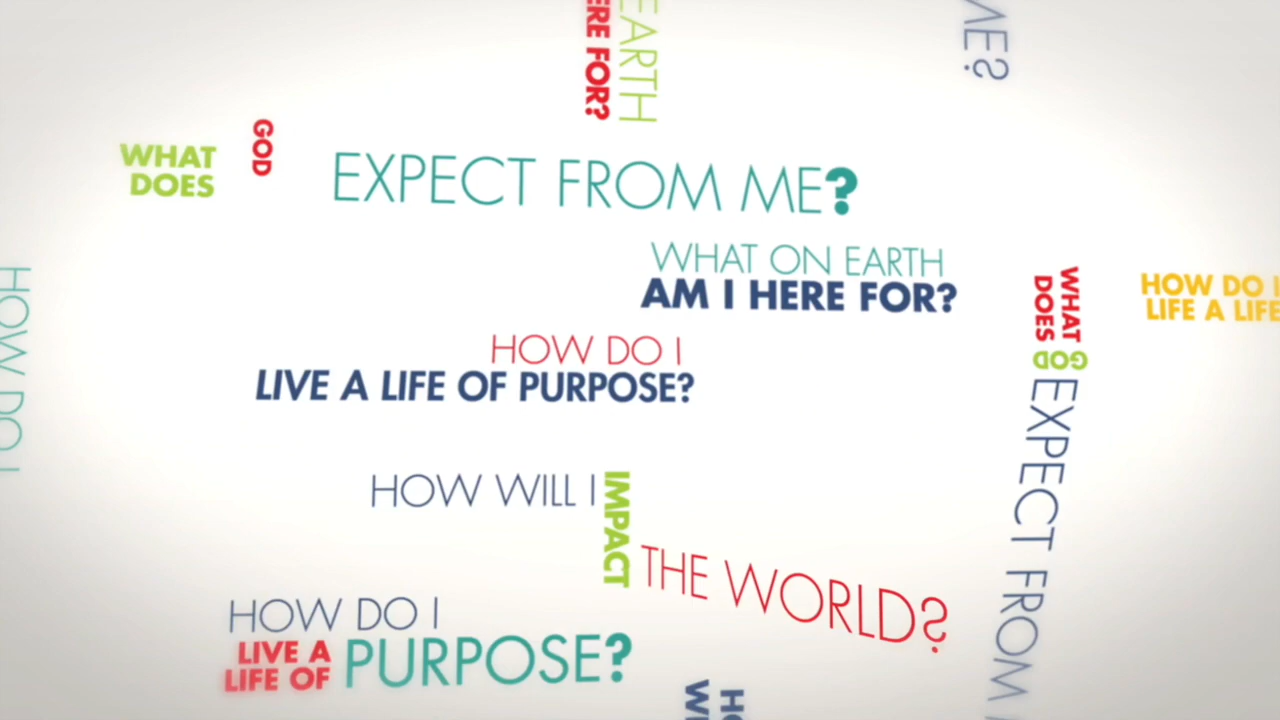 ERE FOR?
EARTH
ME?
WHAT
DOES
GOD
EXPECT FROM ME?
WHAT ON EARTH
AM I HERE FOR?
HOW DO I
LIVE A LIFE OF PURPOSE?
HOW WILL I
IMPACT
THE WORLD?
HOW DO I
LIVE A
LIFE OF
PURPOSE?
HOW DO I
WHAT
DOES
GOD
EXPECT FROM
HOW DO I
LIFE A LIFE